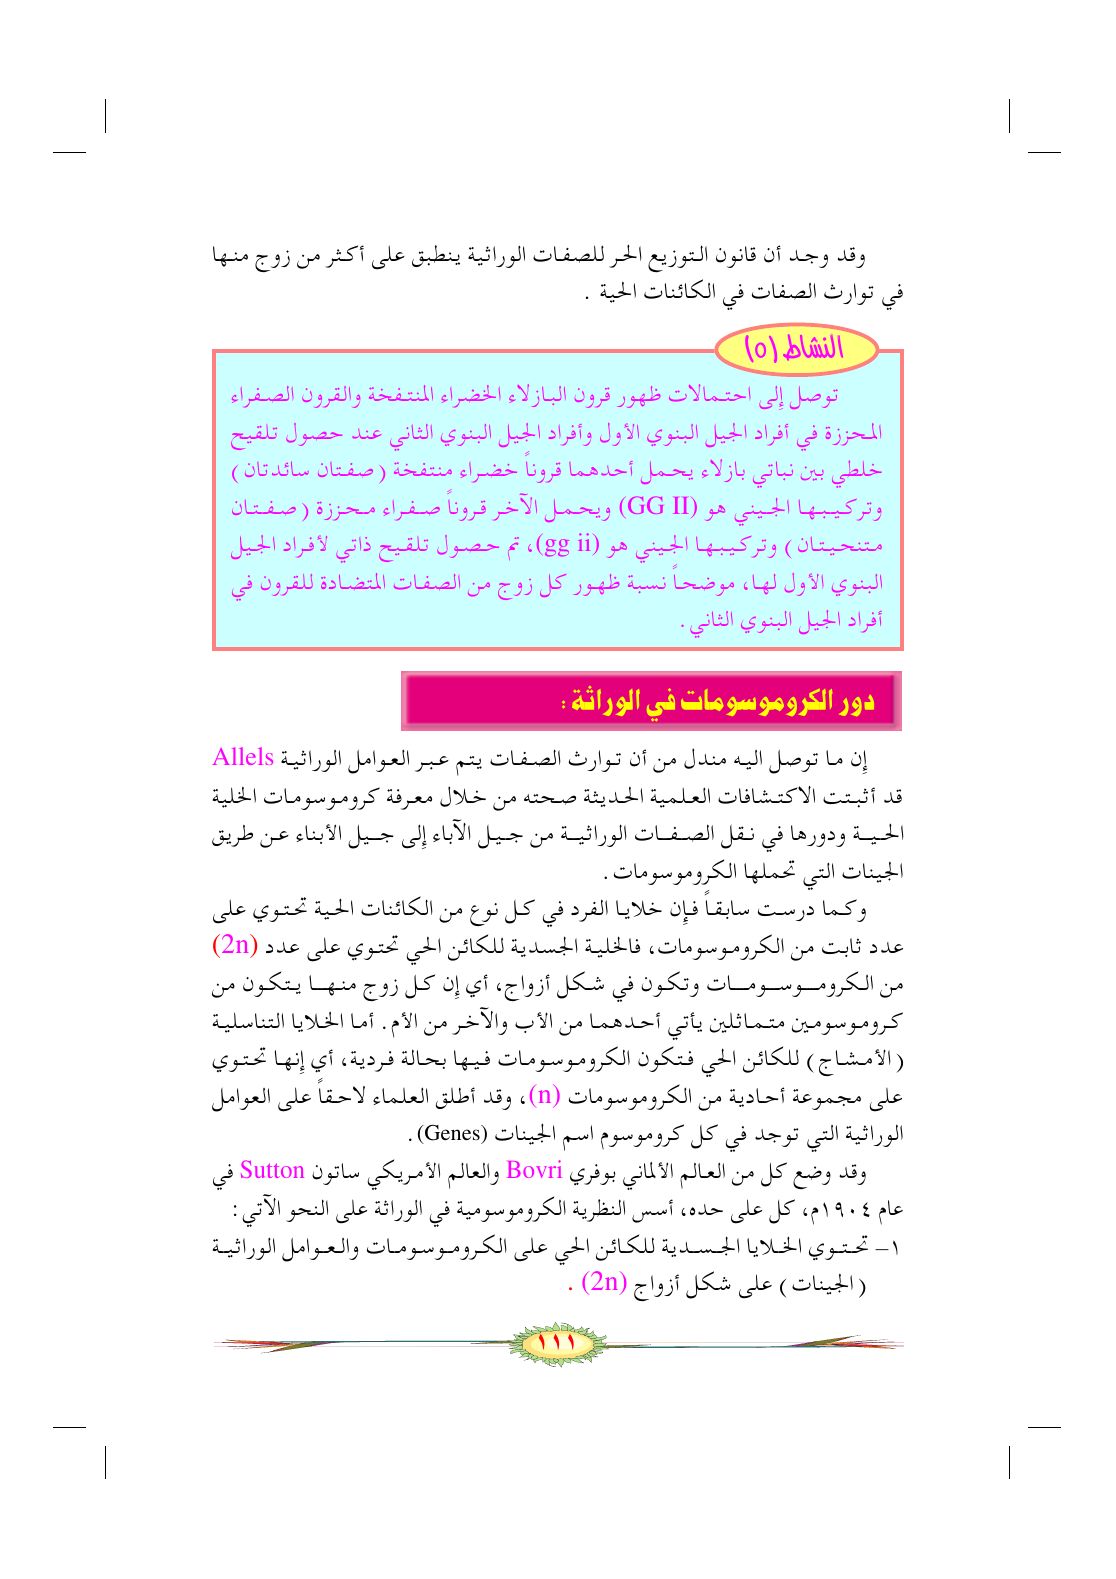 وقد وجد أن قانون التوزيع الحر للصفات الوراثية ينطبق على أكثر من زوج منها
في توارث الصفات في الكائنات الحية .
النشاط (٥)
توصل إلى احتمالات ظهور قرون البازلاء الخضراء المنتفخة والقرون الصفراء
المحززة في أفراد الجيل البنوي الأول وأفراد الجيل البنوي الثاني عند حصول تلقيح
خلطي بين نباتي بازلاء يحمل أحدهما قروناً خضراء منتفخة (صفتان سائدتان)
وتركيبها الجيني هو (GG II) ويحمل الآخر قروناً صفراء محززة (صفتان
متنحيتان) وتركيبها الجيني هو (gg ii)، تم حصول تلقيح ذاتي لأفراد الجيل
البنوي الأول لها، موضحاً نسبة ظهور كل زوج من الصفات المتضادة للقرون في
أفراد الجيل البنوي الثاني .
دور الكروموسومات في الوراثة :
إن ما توصل اليه مندل من أن توارث الصفات يتم عبر العوامل الوراثية Allels
قد أثبتت الاكتشافات العلمية الحديثة صحته من خلال معرفة كروموسومات الخلية
الحية ودورها في نقل الصفات الوراثية من جيل الآباء إلى جيل الأبناء عن طريق
الجينات التي تحملها الكروموسومات .
وكما درست سابقاً فإن خلايا الفرد في كل نوع من الكائنات الحية تحتوي على
عدد ثابت من الكروموسومات، فالخلية الجسدية للكائن الحي تحتوي على عدد (2n)
من الكروموسومات وتكون في شكل أزواج، أي إن كل زوج منها يتكون من
كروموسومين متماثلين يأتي أحدهما من الأب والآخر من الأم . أما الخلايا التناسلية
(الأمشاج) للكائن الحي فتكون الكروموسومات فيها بحالة فردية، أي إنها تحتوي
على مجموعة أحادية من الكروموسومات (n)، وقد أطلق العلماء لاحقاً على العوامل
الوراثية التي توجد في كل كروموسوم اسم الجينات (Genes) .
وقد وضع كل من العالم الألماني بوفري Bovri والعالم الأمريكي ساتون Sutton في
عام ١٩٠٤م، كل على حده، أسس النظرية الكروموسومية في الوراثة على النحو الآتي :
١– تحتوي الخلايا الجسدية للكائن الحي على الكروموسومات والعوامل الوراثية
(الجينات) على شكل أزواج (2n) .
١١١